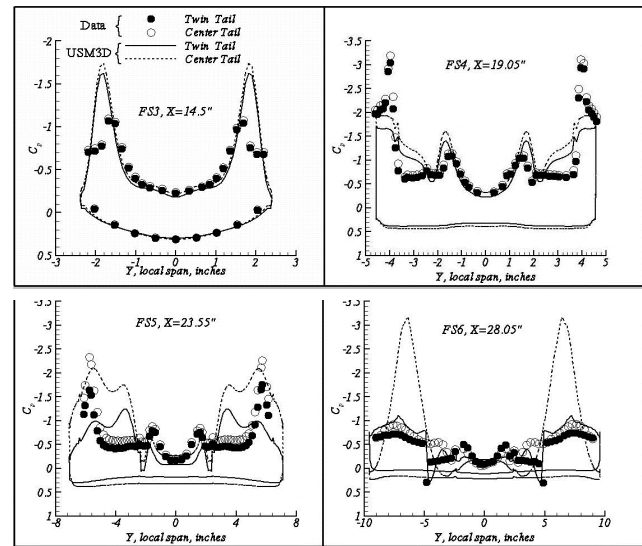 Data { ● Twin Tail
○ Center Tail
USM3D { Twin Tail
Center Tail
FS3, X=14.5"
-2
-1.5
-1
-0.5
0
0.5
Cp
-2 -1 0 1 2 3
Y, local span, inches
FS4, X=19.05"
-3.5
-3
-2.5
-2
-1.5
-1
-0.5
0
0.5
Cp
-5 -4 -3 -2 -1 0 1 2 3 4 5
Y, local span, inches
FS5, X=23.55"
-3.5
-3
-2.5
-2
-1.5
-1
-0.5
0
0.5
1
Cp
-8 -4 0 4 8
Y, local span, inches
FS6, X=28.05"
-3.5
-3
-2.5
-2
-1.5
-1
-0.5
0
0.5
1
Cp
-10 -5 0 5 10
Y, local span, inches